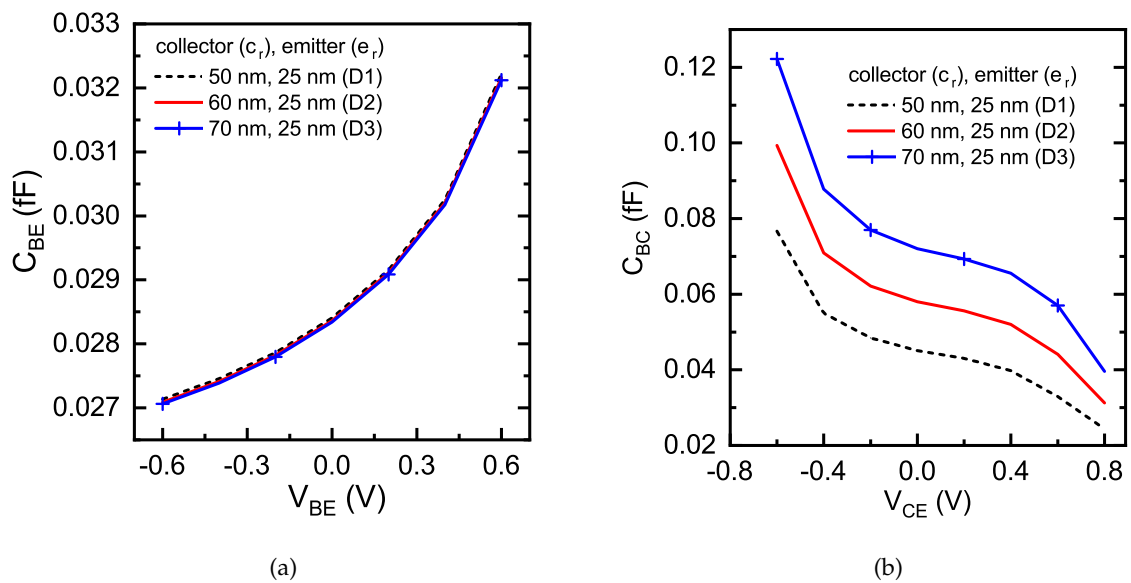 0.033
0.032
0.031
0.030
0.029
0.028
0.027
C_BE (fF)
collector (c_r), emitter (e_r)
50 nm, 25 nm (D1)
60 nm, 25 nm (D2)
70 nm, 25 nm (D3)
-0.6 -0.3 0.0 0.3 0.6
V_BE (V)
(a)
0.12
0.10
0.08
0.06
0.04
0.02
C_BC (fF)
collector (c_r), emitter (e_r)
50 nm, 25 nm (D1)
60 nm, 25 nm (D2)
70 nm, 25 nm (D3)
-0.8 -0.4 0.0 0.4 0.8
V_CE (V)
(b)